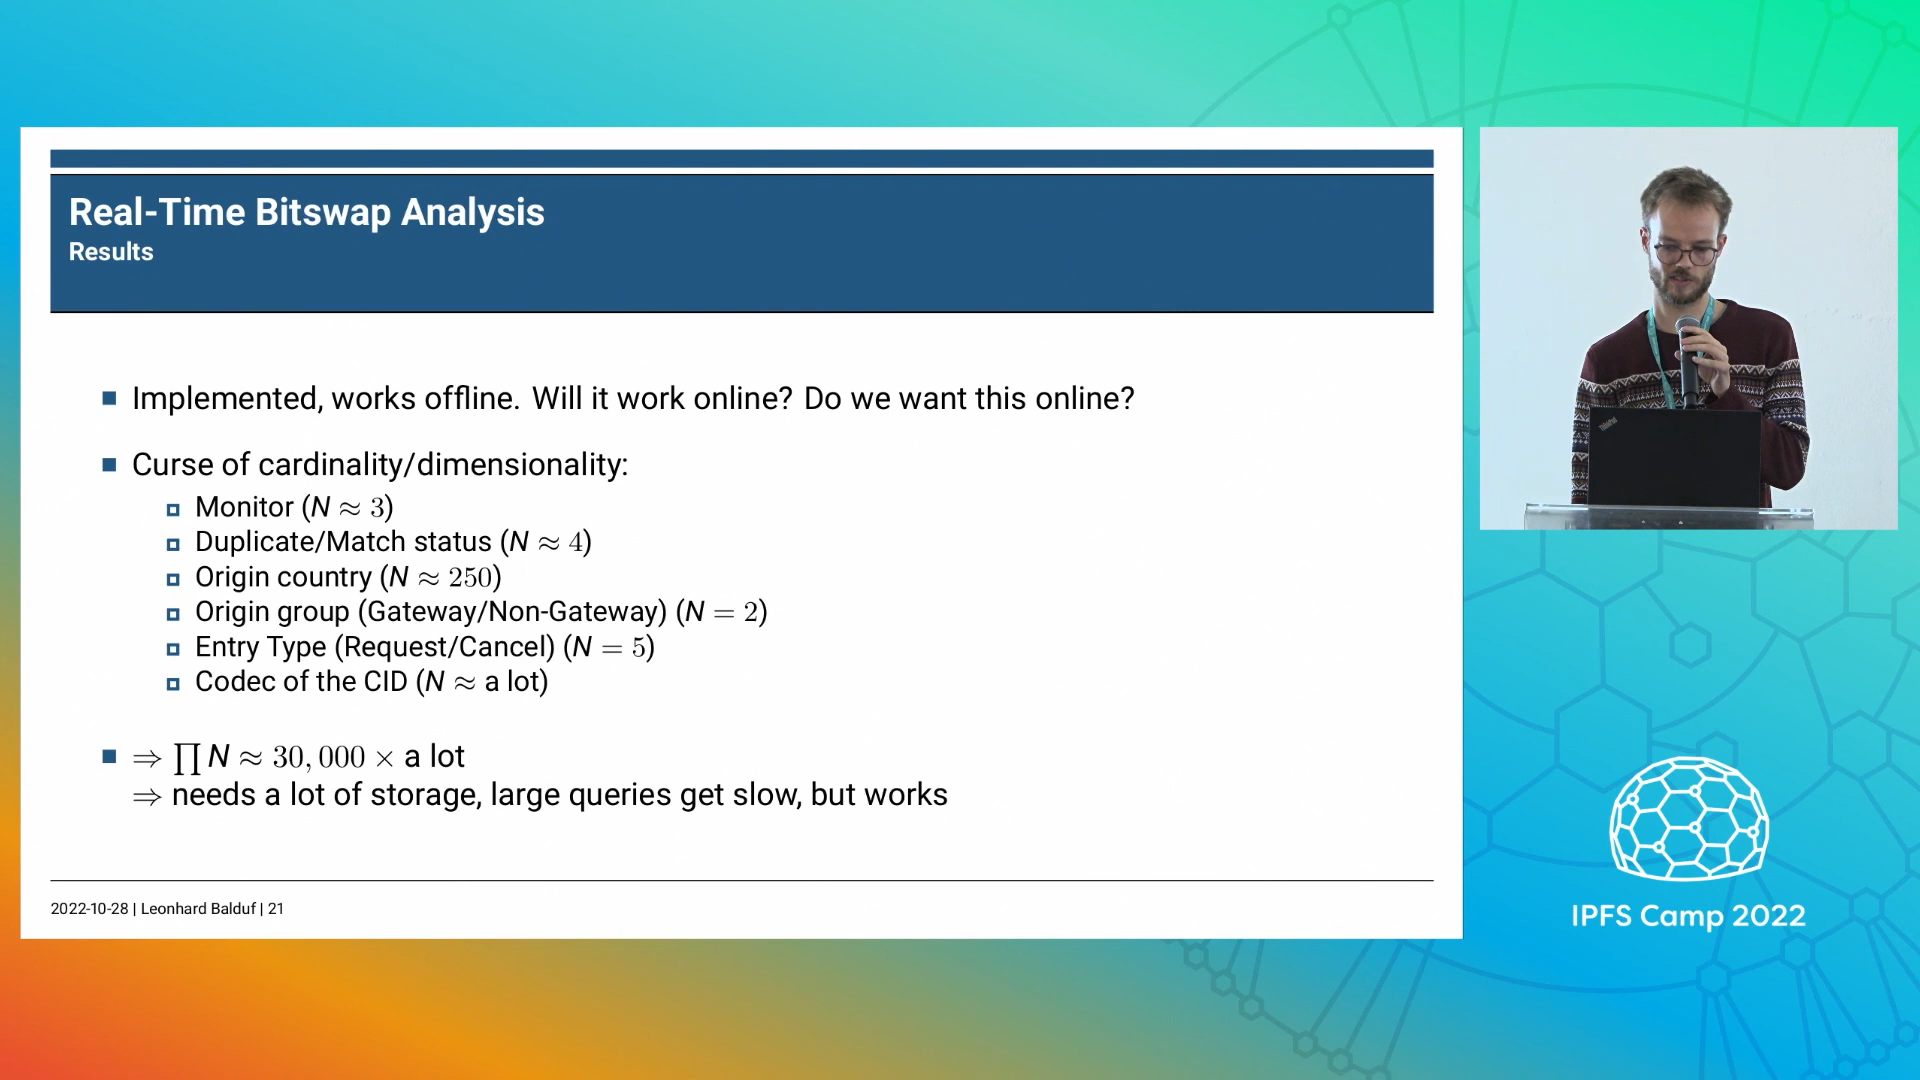 Real-Time Bitswap Analysis
Results
Implemented, works offline. Will it work online? Do we want this online?
Curse of cardinality/dimensionality:
Monitor (N ≈ 3)
Duplicate/Match status (N ≈ 4)
Origin country (N ≈ 250)
Origin group (Gateway/Non-Gateway) (N = 2)
Entry Type (Request/Cancel) (N = 5)
Codec of the CID (N ≈ a lot)
⇒ ∏ N ≈ 30,000 × a lot
⇒ needs a lot of storage, large queries get slow, but works
2022-10-28 | Leonhard Balduf | 21
ThinkPad
IPFS Camp 2022